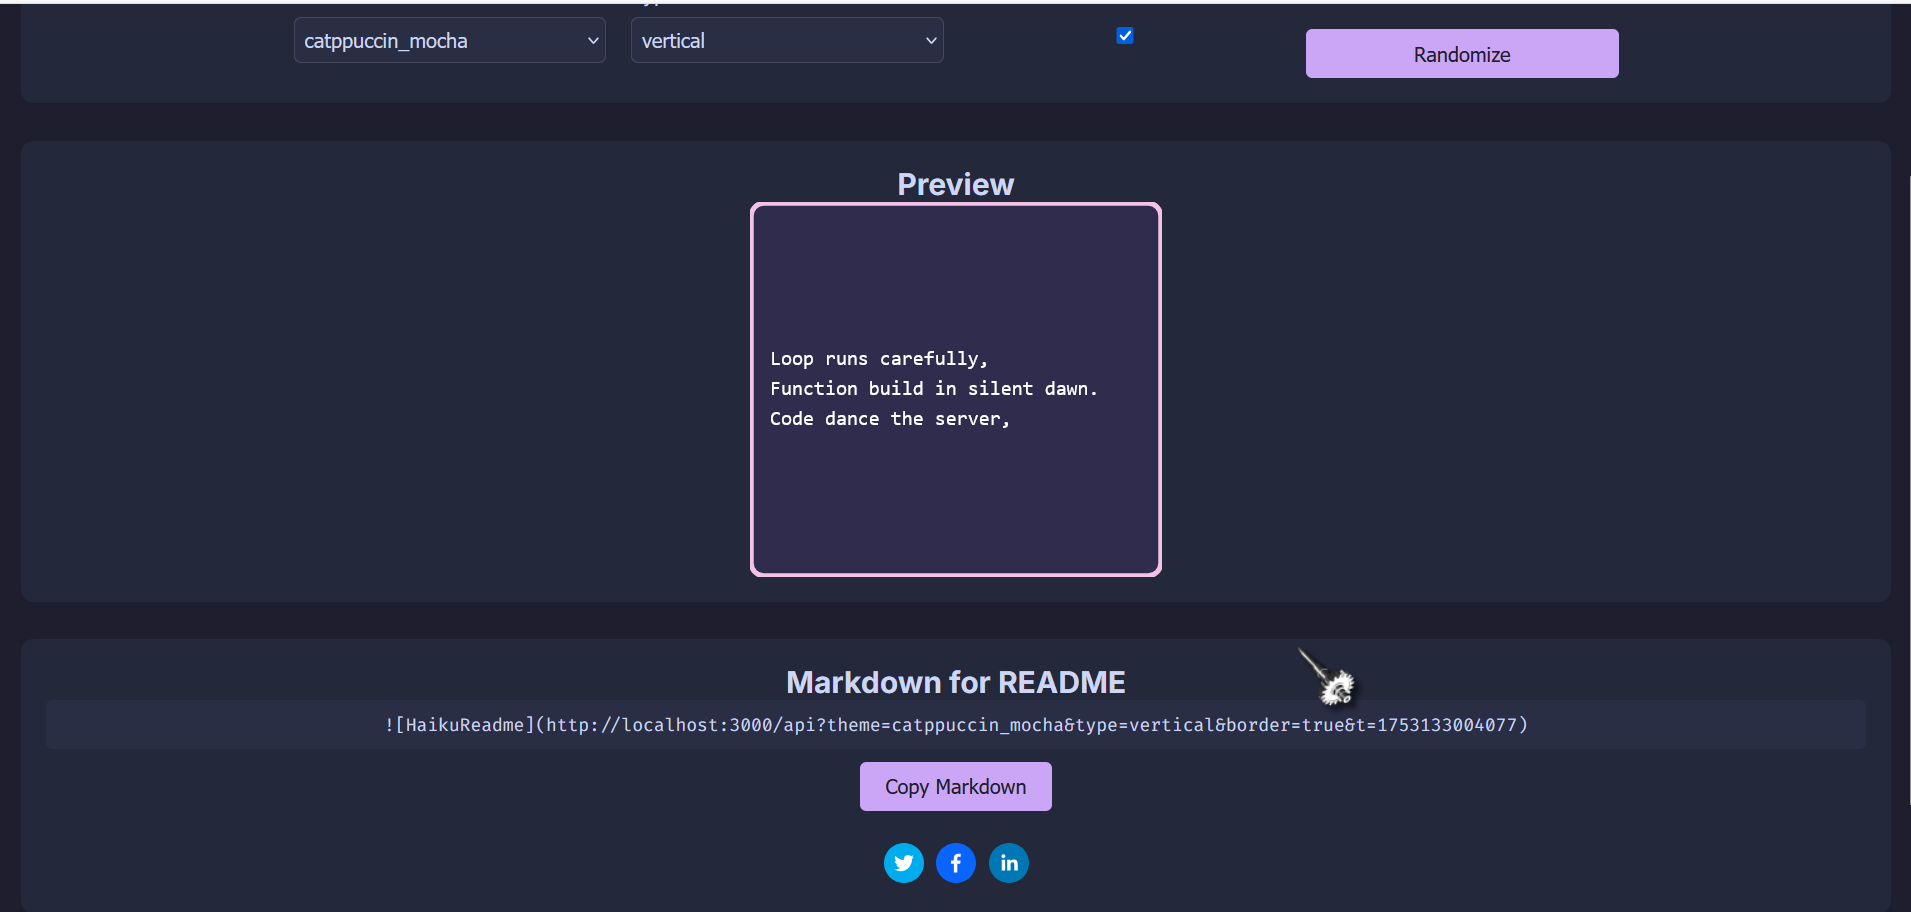 catppuccin_mocha
vertical
Randomize
Preview
Loop runs carefully,
Function build in silent dawn.
Code dance the server,
Markdown for README
![HaikuReadme](http://localhost:3000/api?theme=catppuccin_mocha&type=vertical&border=true&t=1753133004077)
Copy Markdown